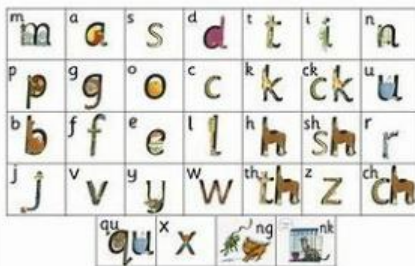 m a s d t i n
m a s d t i n
p g o c k ck u
p g o c k ck u
b f e l h sh r
b f e l h sh r
j v y w th z ch
j v y w th z ch
qu x ng nk
qu x